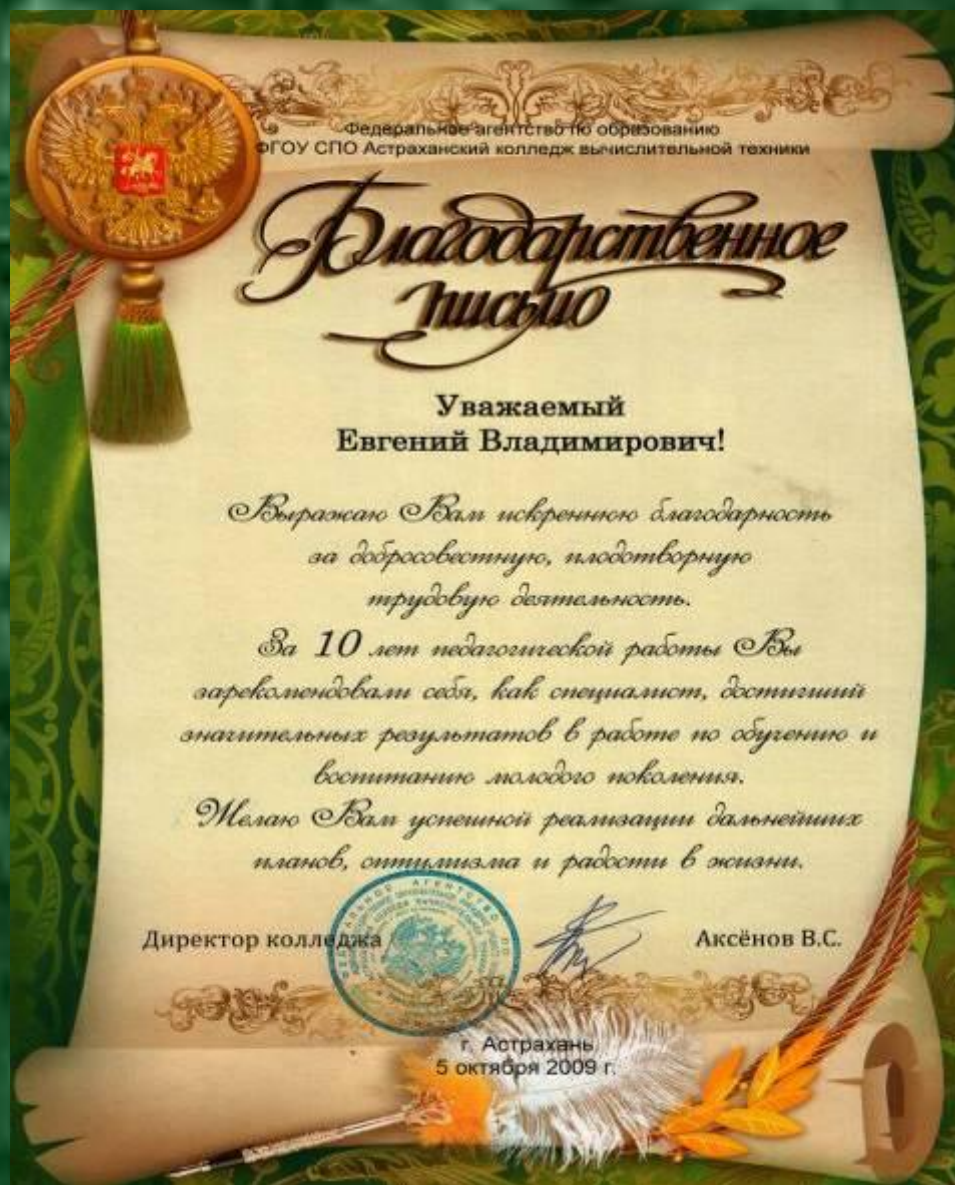 Федеральное агентство по образованию
ФГОУ СПО Астраханский колледж вычислительной техники
Благодарственное
письмо
Уважаемый
Евгений Владимирович!
Выражаю Вам искреннюю благодарность
за добросовестную, плодотворную
трудовую деятельность.
За 10 лет педагогической работы Вы
зарекомендовали себя, как специалист, достигший
значительных результатов в работе по обучению и
воспитанию молодого поколения.
Желаю Вам успешной реализации дальнейших
планов, оптимизма и радости в жизни.
Директор колледжа Аксёнов В.С.
г. Астрахань
5 октября 2009 г.